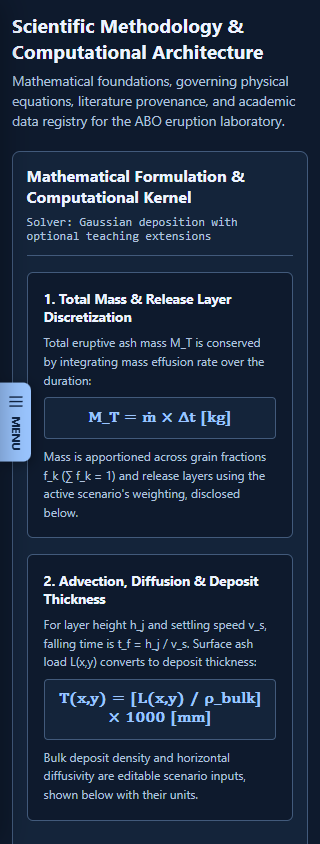 Scientific Methodology &
Computational Architecture
Mathematical foundations, governing physical
equations, literature provenance, and academic
data registry for the ABO eruption laboratory.
Mathematical Formulation &
Computational Kernel
Solver: Gaussian deposition with
optional teaching extensions
1. Total Mass & Release Layer
Discretization
Total eruptive ash mass M_T is conserved
by integrating mass effusion rate over the
duration:
M_T = ṁ × Δt [kg]
Mass is apportioned across grain fractions
f_k (∑ f_k = 1) and release layers using the
active scenario's weighting, disclosed
below.
MENU
2. Advection, Diffusion & Deposit
Thickness
For layer height h_j and settling speed v_s,
falling time is t_f = h_j / v_s. Surface ash
load L(x,y) converts to deposit thickness:
T(x,y) = [L(x,y) / ρ_bulk]
× 1000 [mm]
Bulk deposit density and horizontal
diffusivity are editable scenario inputs,
shown below with their units.